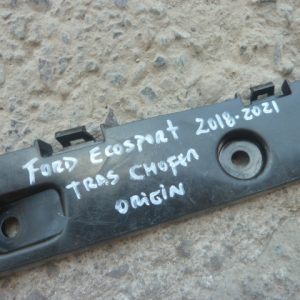 FORD ECOSPORT 2018-2021
TRAS CHOFER
ORIGIN